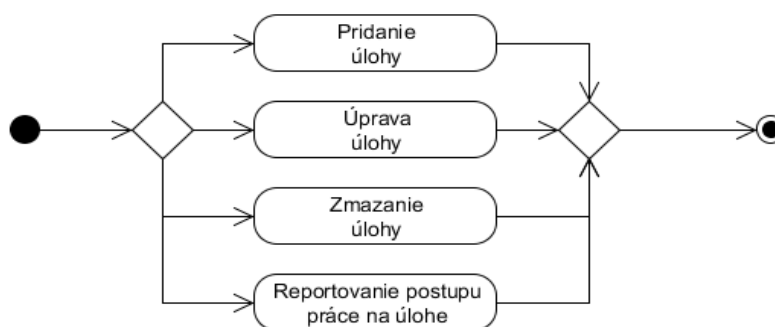 Pridanie
úlohy
Úprava
úlohy
Zmazanie
úlohy
Reportovanie postupu
práce na úlohe